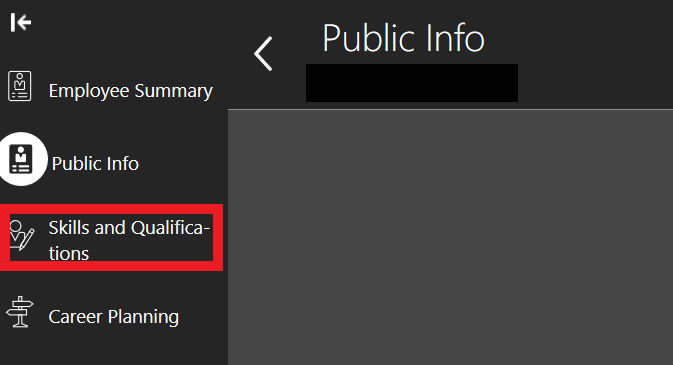 Public Info
Employee Summary
Public Info
Skills and Qualifica-
tions
Career Planning